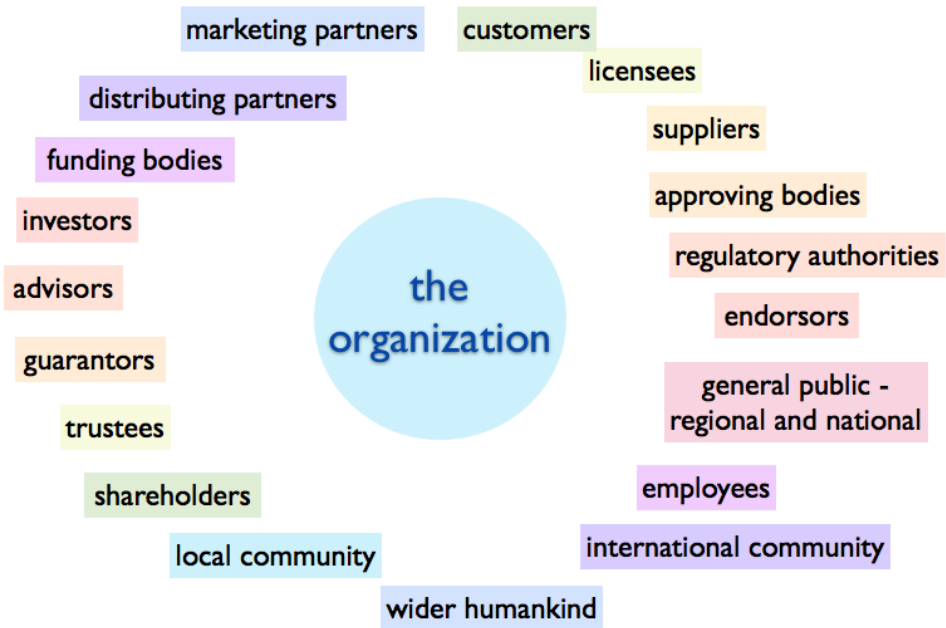 marketing partners
customers
licensees
distributing partners
suppliers
funding bodies
approving bodies
investors
regulatory authorities
advisors
the
organization
endorsors
guarantors
general public -
regional and national
trustees
employees
shareholders
international community
local community
wider humankind